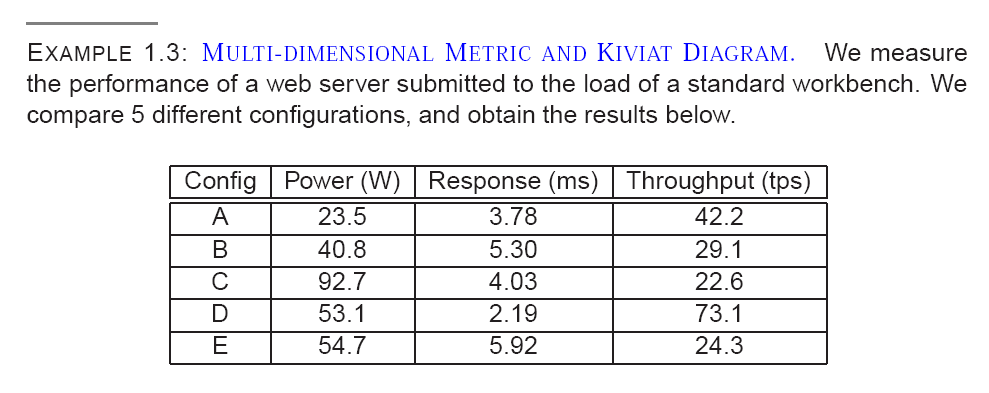 EXAMPLE 1.3: MULTI-DIMENSIONAL METRIC AND KIVIAT DIAGRAM. We measure
the performance of a web server submitted to the load of a standard workbench. We
compare 5 different configurations, and obtain the results below.
Config Power (W) Response (ms) Throughput (tps)
A 23.5 3.78 42.2
B 40.8 5.30 29.1
C 92.7 4.03 22.6
D 53.1 2.19 73.1
E 54.7 5.92 24.3